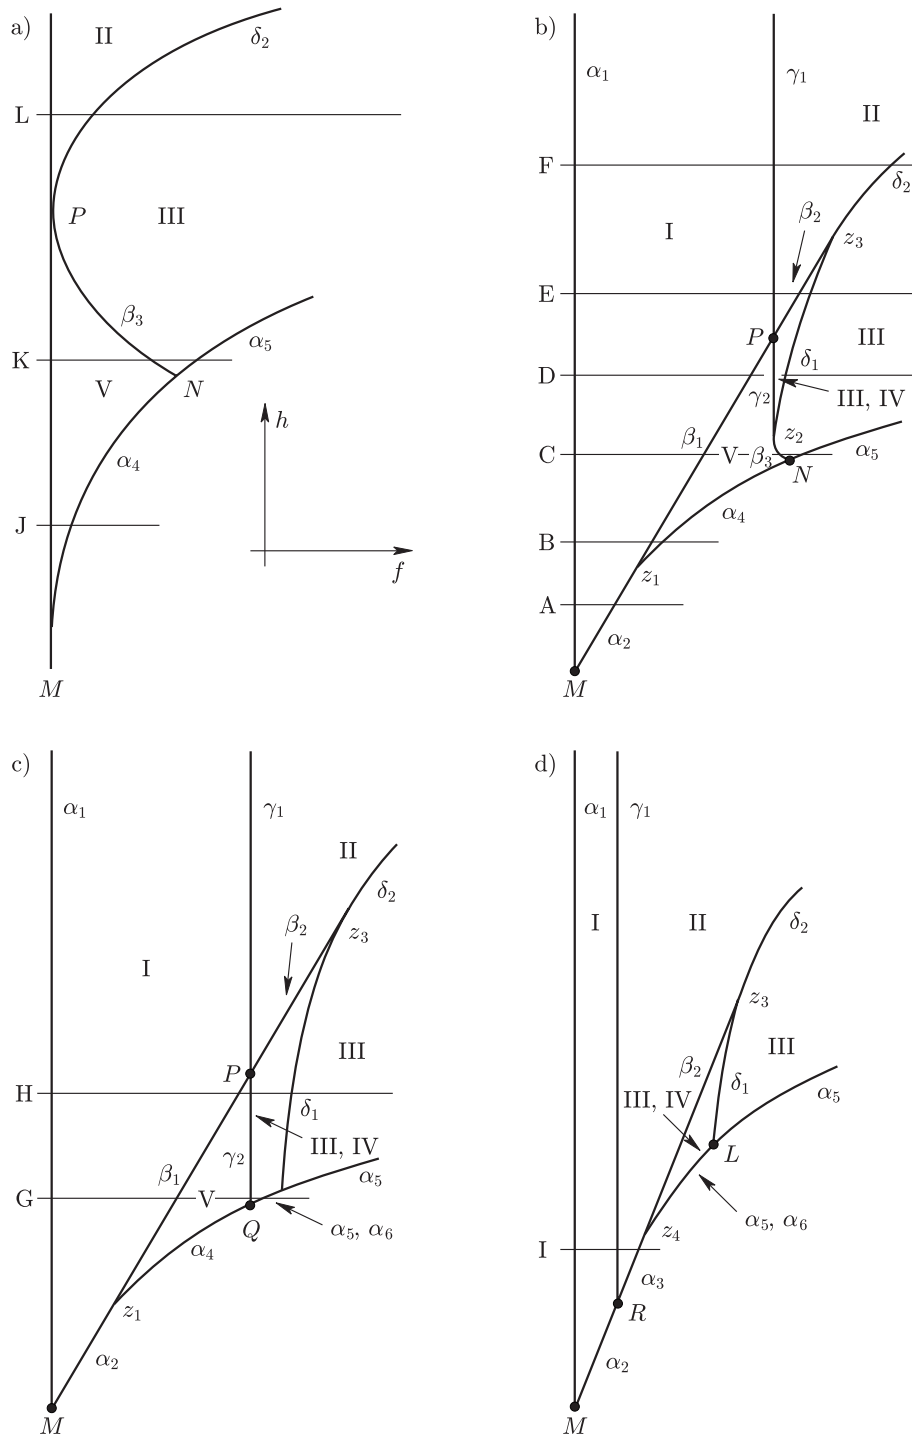 a)
II
δ₂
L
P
III
β₃
K
α₅
V
N
h
α₄
J
f
M
b)
α₁
γ₁
II
F
δ₂
β₂
I
z₃
E
P
III
δ₁
D
γ₂
III, IV
β₁
z₂
C
V
β₃
α₅
N
α₄
B
z₁
A
α₂
M
c)
α₁
γ₁
II
δ₂
β₂
z₃
I
III
P
H
δ₁
III, IV
γ₂
β₁
α₅
G
V
Q
α₅, α₆
α₄
z₁
α₂
M
d)
α₁
γ₁
I
II
δ₂
z₃
β₂
III
δ₁
III, IV
α₅
L
α₅, α₆
z₄
I
α₃
R
α₂
M